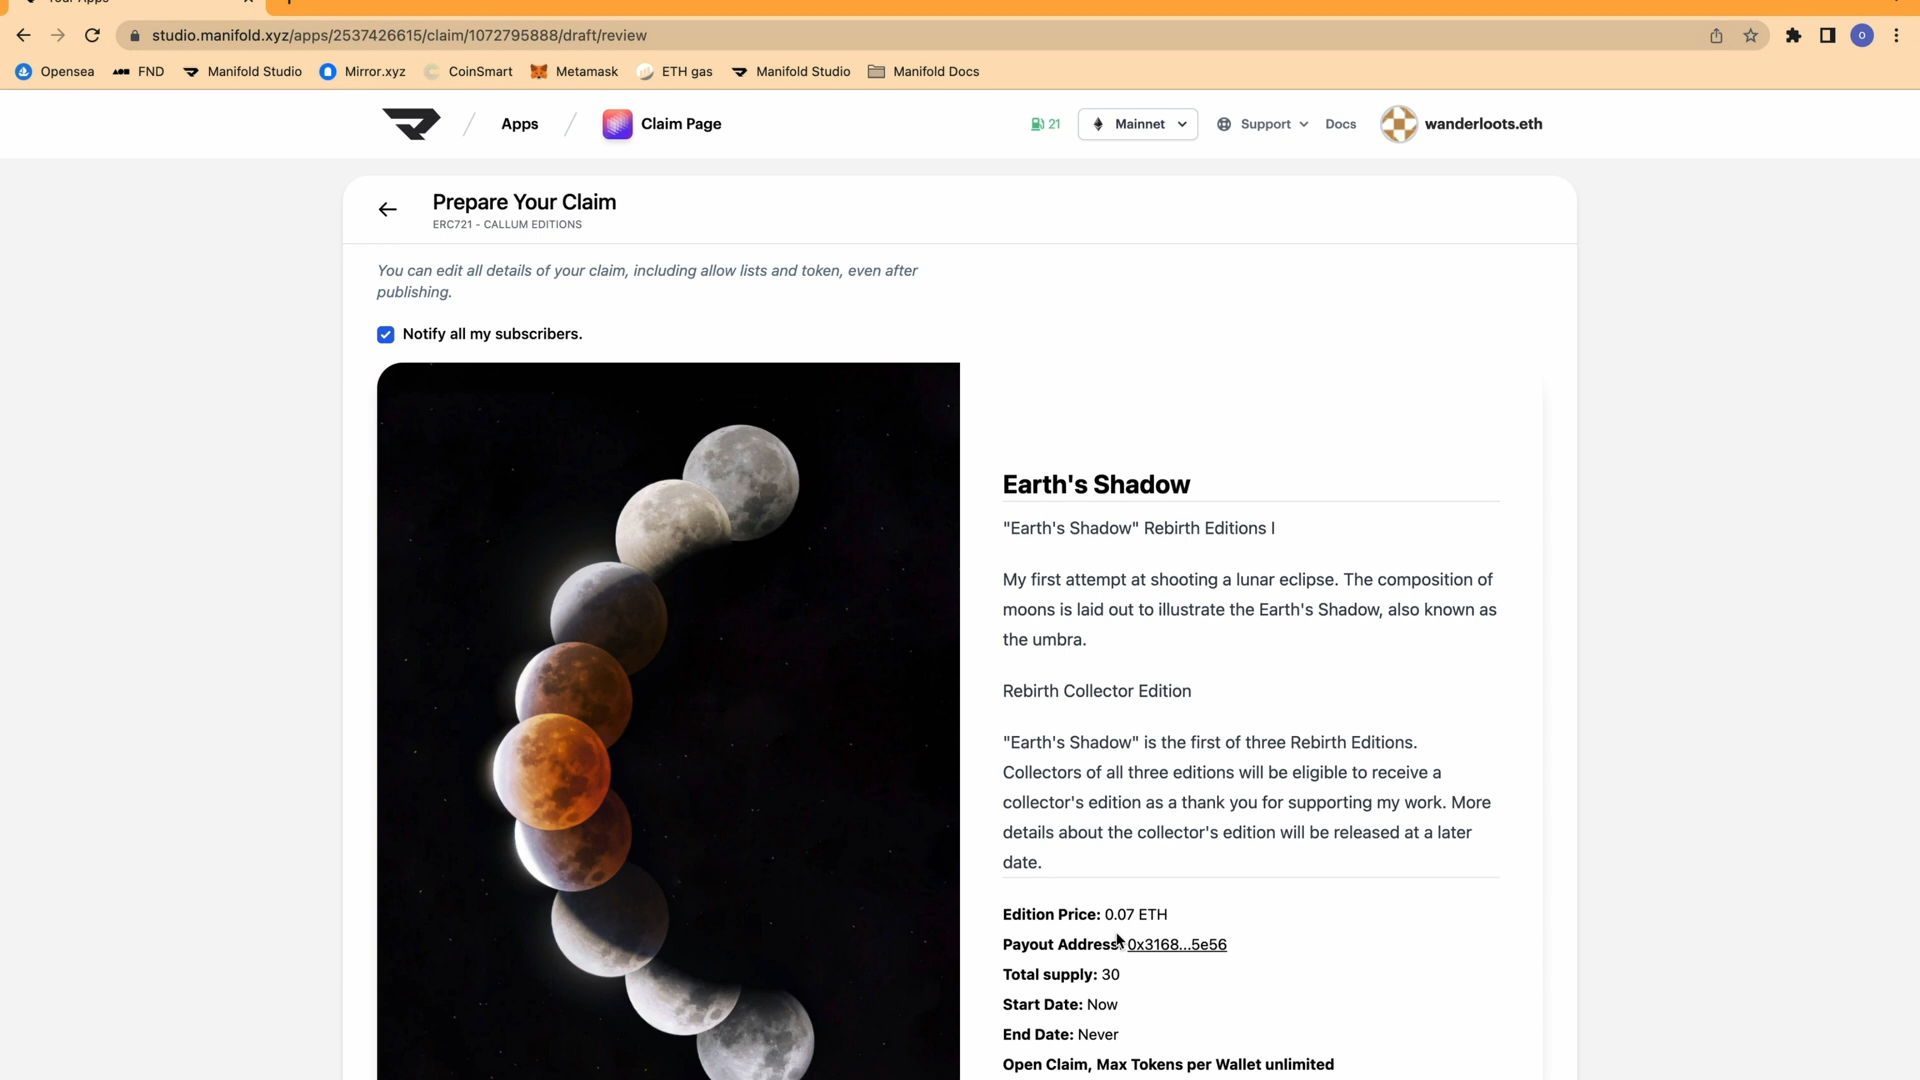 studio.manifold.xyz/apps/2537426615/claim/1072795888/draft/review
O
Opensea FND Manifold Studio Mirror.xyz CoinSmart Metamask ETH gas Manifold Studio Manifold Docs
Apps Claim Page 21 Mainnet Support Docs wanderloots.eth
Prepare Your Claim
ERC721 - CALLUM EDITIONS
You can edit all details of your claim, including allow lists and token, even after
publishing.
Notify all my subscribers.
Earth's Shadow
"Earth's Shadow" Rebirth Editions I
My first attempt at shooting a lunar eclipse. The composition of
moons is laid out to illustrate the Earth's Shadow, also known as
the umbra.
Rebirth Collector Edition
"Earth's Shadow" is the first of three Rebirth Editions.
Collectors of all three editions will be eligible to receive a
collector's edition as a thank you for supporting my work. More
details about the collector's edition will be released at a later
date.
Edition Price: 0.07 ETH
Payout Address: 0x3168...5e56
Total supply: 30
Start Date: Now
End Date: Never
Open Claim, Max Tokens per Wallet unlimited